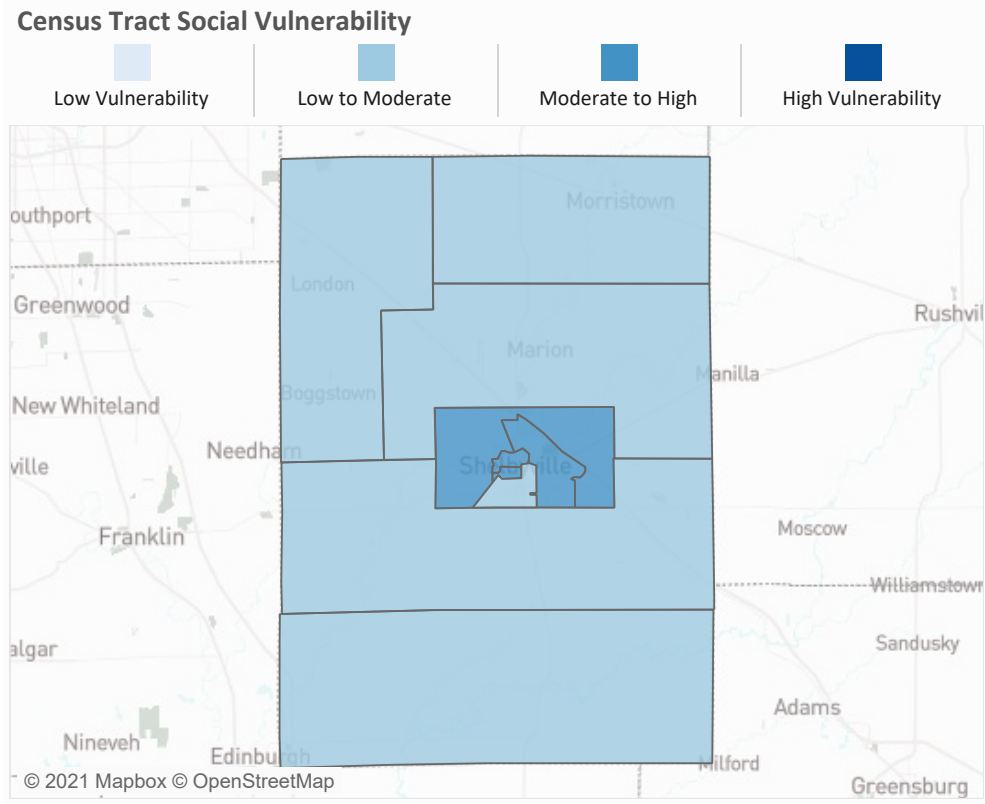 Census Tract Social Vulnerability
Low Vulnerability
Low to Moderate
Moderate to High
High Vulnerability
Morristown
outhport
London
Greenwood
Rushvil
Marion
Manilla
Boggstown
New Whiteland
Needham
ville
Shelbyville
Moscow
Franklin
Williamstown
Sandusky
algar
Adams
Nineveh
Edinburgh
Milford
© 2021 Mapbox © OpenStreetMap
Greensburg